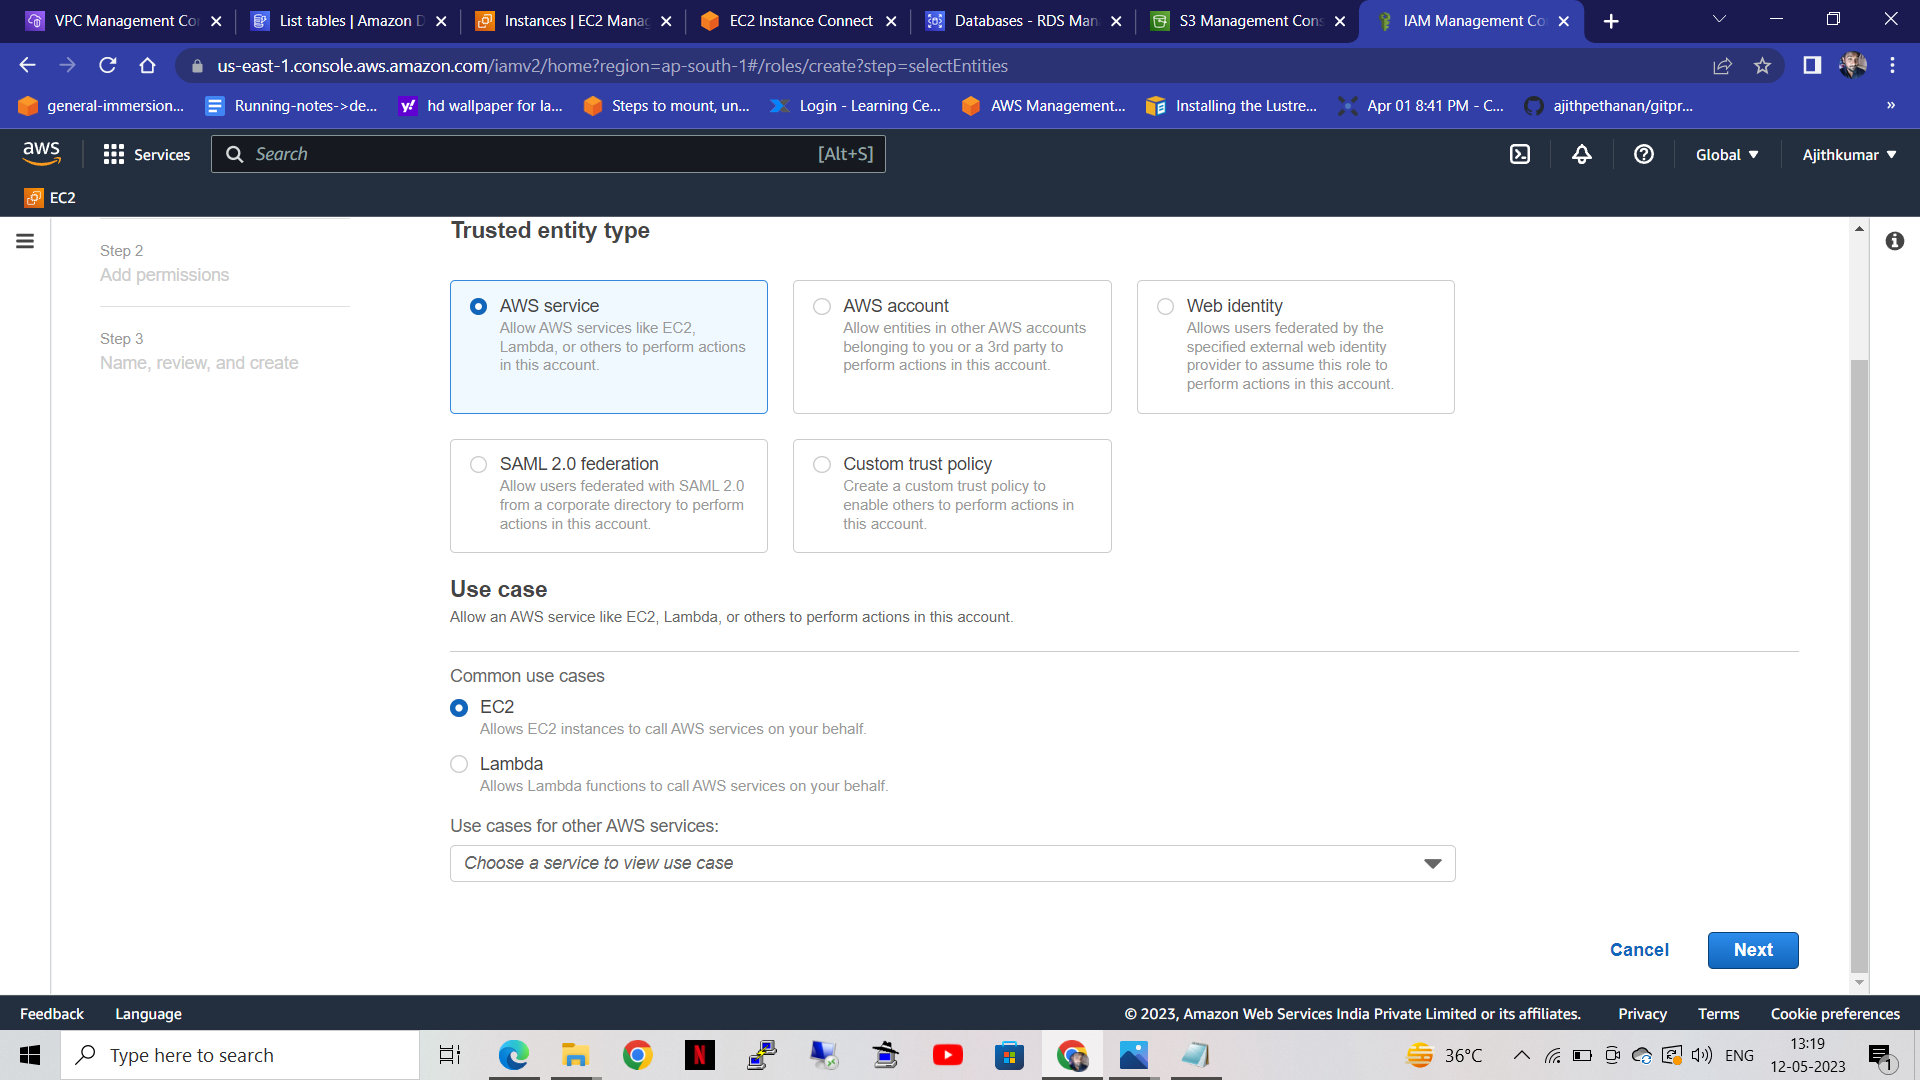 VPC Management Co
List tables | Amazon D
Instances | EC2 Manag
EC2 Instance Connect
Databases - RDS Man
S3 Management Cons
IAM Management Co
us-east-1.console.aws.amazon.com/iamv2/home?region=ap-south-1#/roles/create?step=selectEntities
general-immersion...
Running-notes->de...
hd wallpaper for la...
Steps to mount, un...
Login - Learning Ce...
AWS Management...
Installing the Lustre...
Apr 01 8:41 PM - C...
ajithpethanan/gitpr...
»
aws
Services
Search
[Alt+S]
Global
Ajithkumar
EC2
Step 2
Add permissions
Step 3
Name, review, and create
Trusted entity type
AWS service
Allow AWS services like EC2,
Lambda, or others to perform actions
in this account.
AWS account
Allow entities in other AWS accounts
belonging to you or a 3rd party to
perform actions in this account.
Web identity
Allows users federated by the
specified external web identity
provider to assume this role to
perform actions in this account.
SAML 2.0 federation
Allow users federated with SAML 2.0
from a corporate directory to perform
actions in this account.
Custom trust policy
Create a custom trust policy to
enable others to perform actions in
this account.
Use case
Allow an AWS service like EC2, Lambda, or others to perform actions in this account.
Common use cases
EC2
Allows EC2 instances to call AWS services on your behalf.
Lambda
Allows Lambda functions to call AWS services on your behalf.
Use cases for other AWS services:
Choose a service to view use case
Cancel
Next
Feedback
Language
© 2023, Amazon Web Services India Private Limited or its affiliates.
Privacy
Terms
Cookie preferences
Type here to search
36°C
ENG
13:19
12-05-2023
1